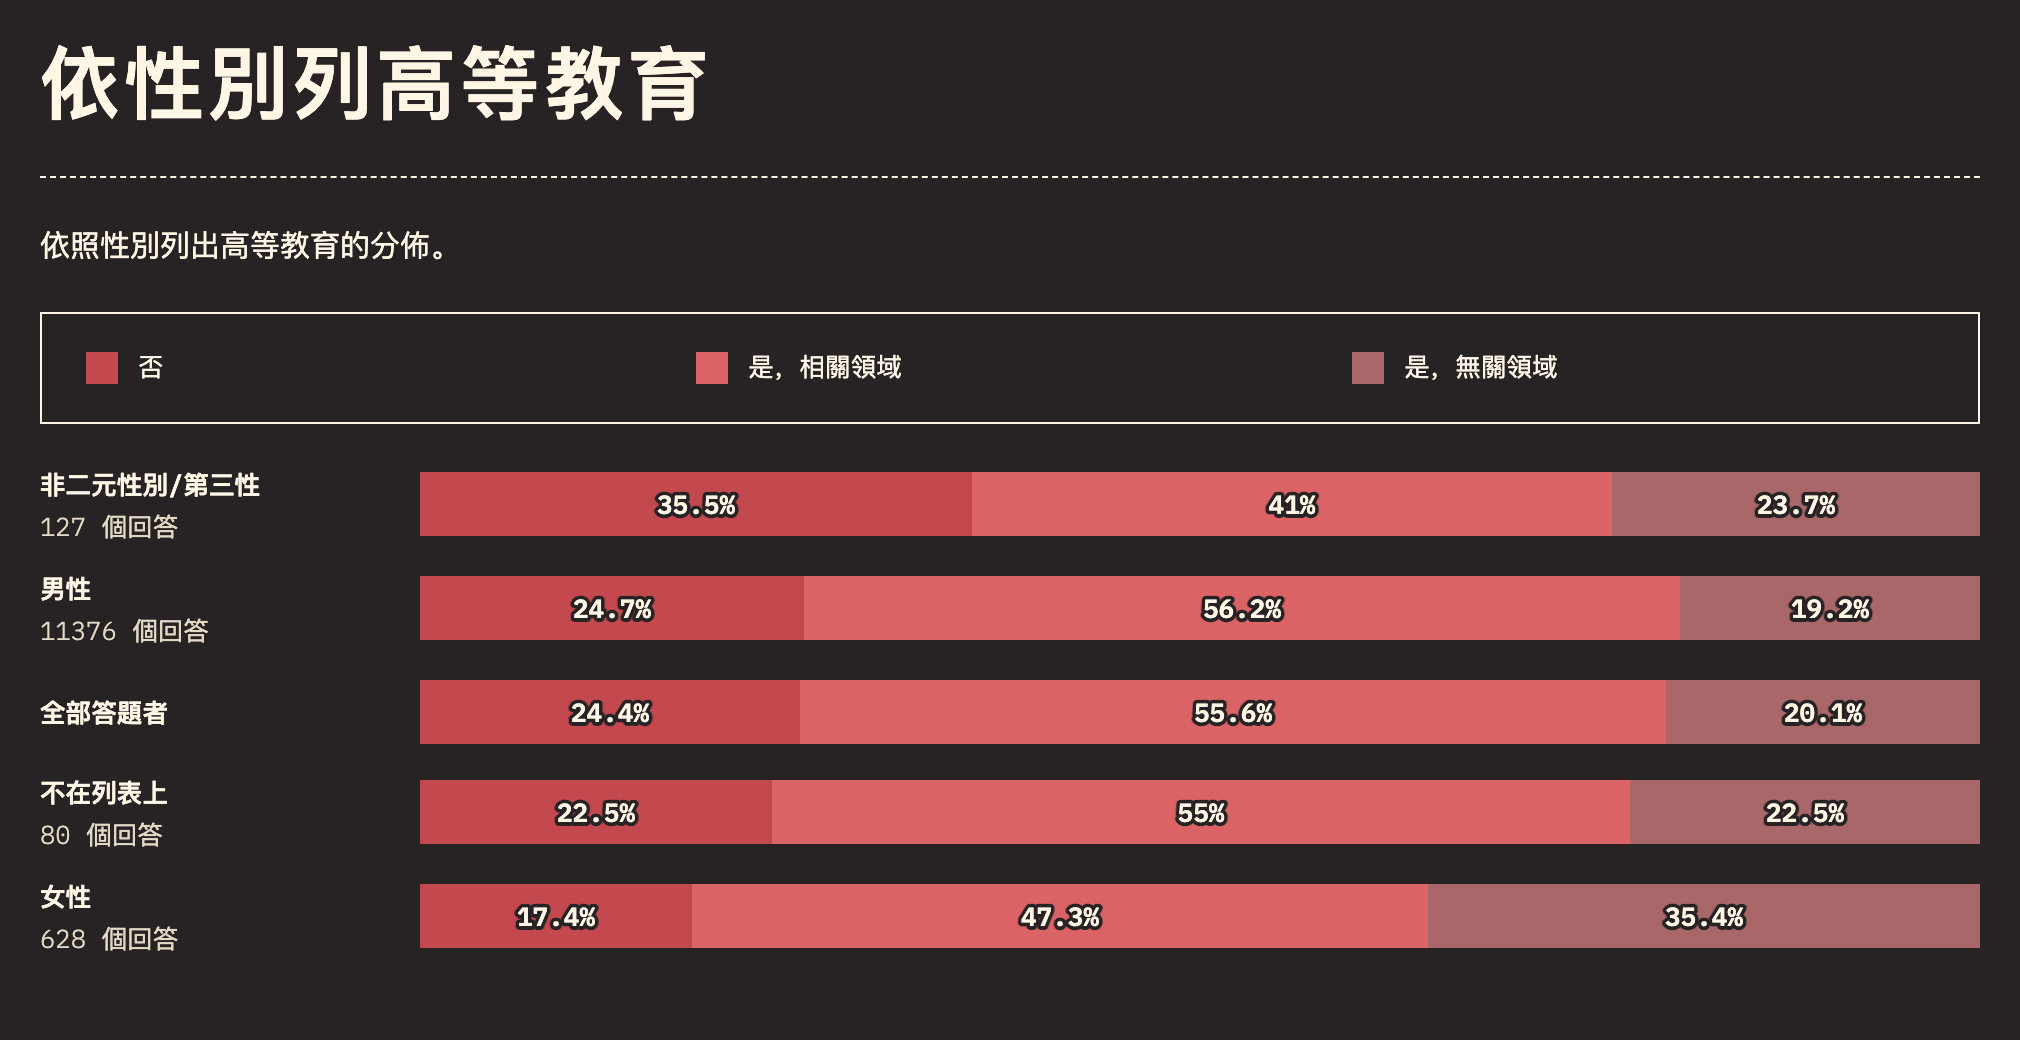 依性別列高等教育
依照性別列出高等教育的分佈。
否
是，相關領域
是，無關領域
非二元性別/第三性
127 個回答
35.5%
41%
23.7%
男性
11376 個回答
24.7%
56.2%
19.2%
全部答題者
24.4%
55.6%
20.1%
不在列表上
80 個回答
22.5%
55%
22.5%
女性
628 個回答
17.4%
47.3%
35.4%